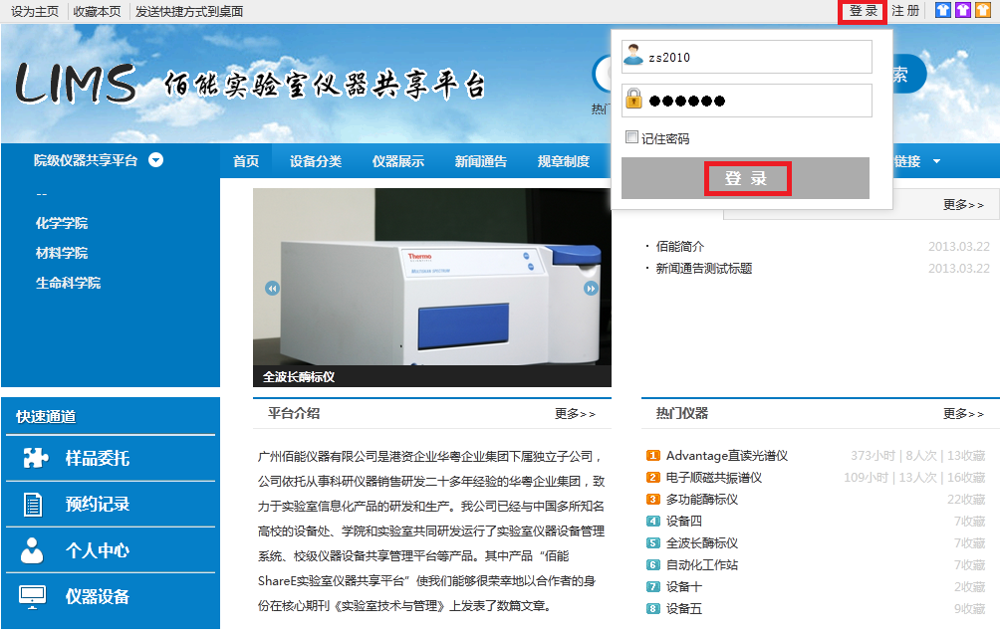 设为主页 收藏本页 发送快捷方式到桌面
登 录 注 册
LIMS 佰能实验室仪器共享平台
索
热门
zs2010
●●●●●●
记住密码
登 录
院级仪器共享平台
首页 设备分类 仪器展示 新闻通告 规章制度
链接
--
化学学院
材料学院
生命科学院
Thermo
SCIENTIFIC
全波长酶标仪
更多>>
· 佰能简介 2013.03.22
· 新闻通告测试标题 2013.03.22
快速通道
样品委托
预约记录
个人中心
仪器设备
平台介绍 更多>>
广州佰能仪器有限公司是港资企业华粤企业集团下属独立子公司，
公司依托从事科研仪器销售研发二十多年经验的华粤企业集团，致
力于实验室信息化产品的研发和生产。我公司已经与中国多所知名
高校的设备处、学院和实验室共同研发运行了实验室仪器设备管理
系统、校级仪器设备共享管理平台等产品。其中产品“佰能
ShareE实验室仪器共享平台”使我们能够很荣幸地以合作者的身
份在核心期刊《实验室技术与管理》上发表了数篇文章。
热门仪器 更多>>
1 Advantage直读光谱仪 373小时 | 8人次 | 13收藏
2 电子顺磁共振谱仪 109小时 | 13人次 | 16收藏
3 多功能酶标仪 22收藏
4 设备四 7收藏
5 全波长酶标仪 7收藏
6 自动化工作站 7收藏
7 设备十 2收藏
8 设备五 9收藏